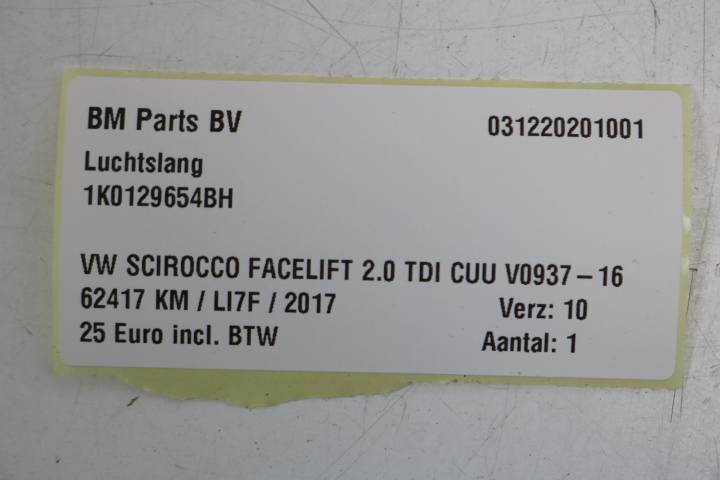 BM Parts BV 031220201001
Luchtslang
1K0129654BH
VW SCIROCCO FACELIFT 2.0 TDI CUU V0937-16
62417 KM / LI7F / 2017 Verz: 10
25 Euro incl. BTW Aantal: 1